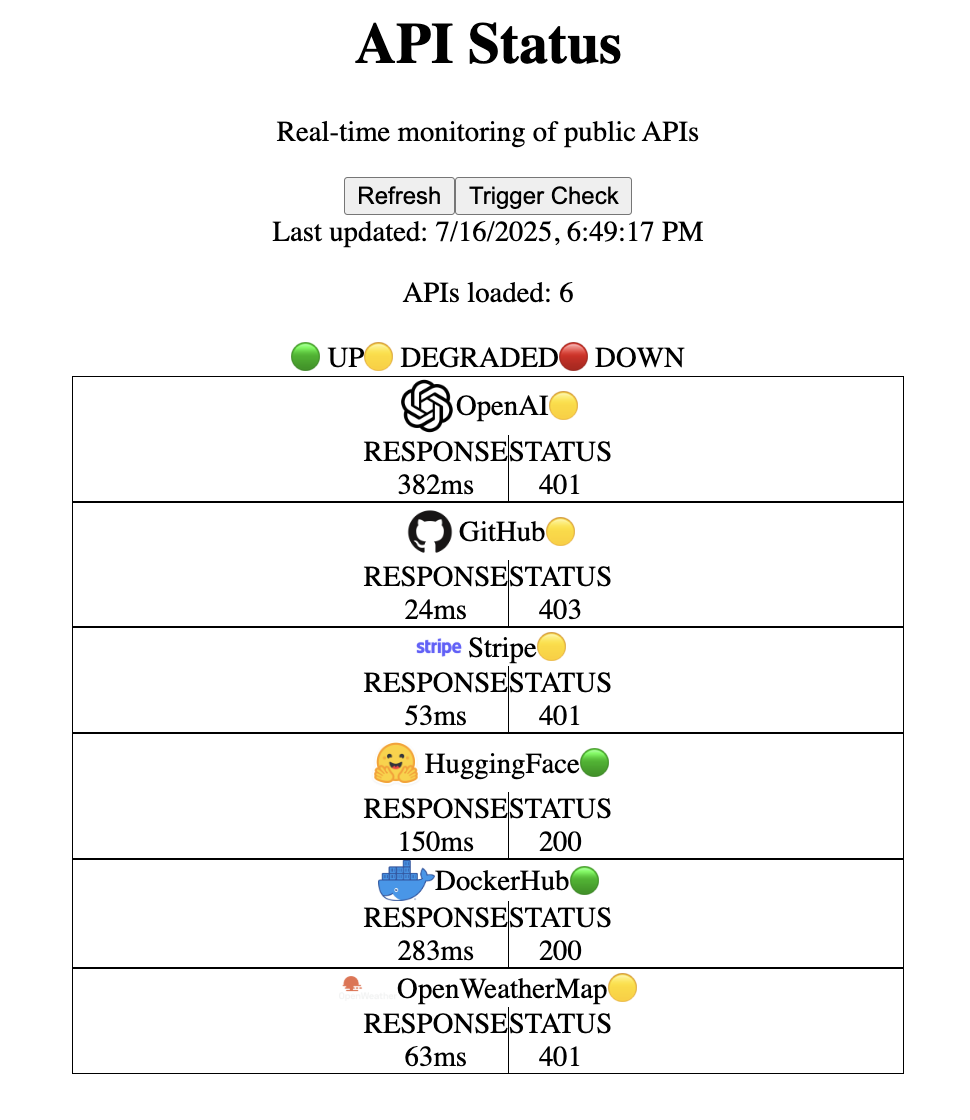 API Status
Real-time monitoring of public APIs
Refresh Trigger Check
Last updated: 7/16/2025, 6:49:17 PM
APIs loaded: 6
UP DEGRADED DOWN
OpenAI
RESPONSE STATUS
382ms 401
GitHub
RESPONSE STATUS
24ms 403
stripe Stripe
RESPONSE STATUS
53ms 401
HuggingFace
RESPONSE STATUS
150ms 200
DockerHub
RESPONSE STATUS
283ms 200
OpenWeatherMap
RESPONSE STATUS
63ms 401